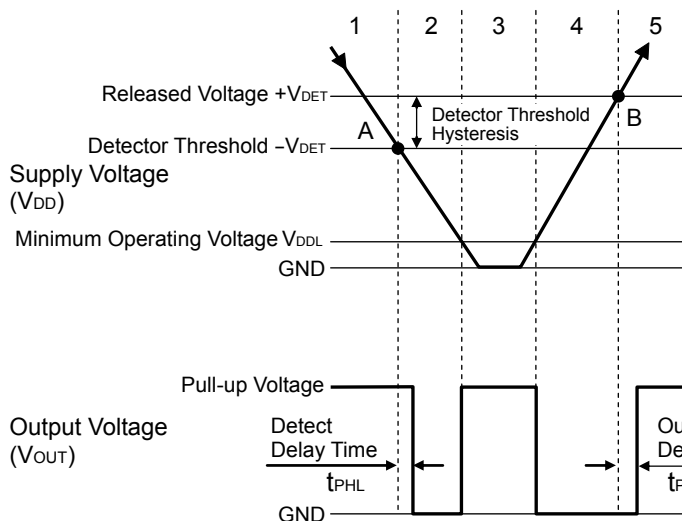 1 2 3 4 5
Released Voltage +VDET
Detector Threshold
Hysteresis
A
B
Detector Threshold –VDET
Supply Voltage
(VDD)
Minimum Operating Voltage VDDL
GND
Pull-up Voltage
Output Voltage
(VOUT)
Detect
Delay Time
tPHL
GND